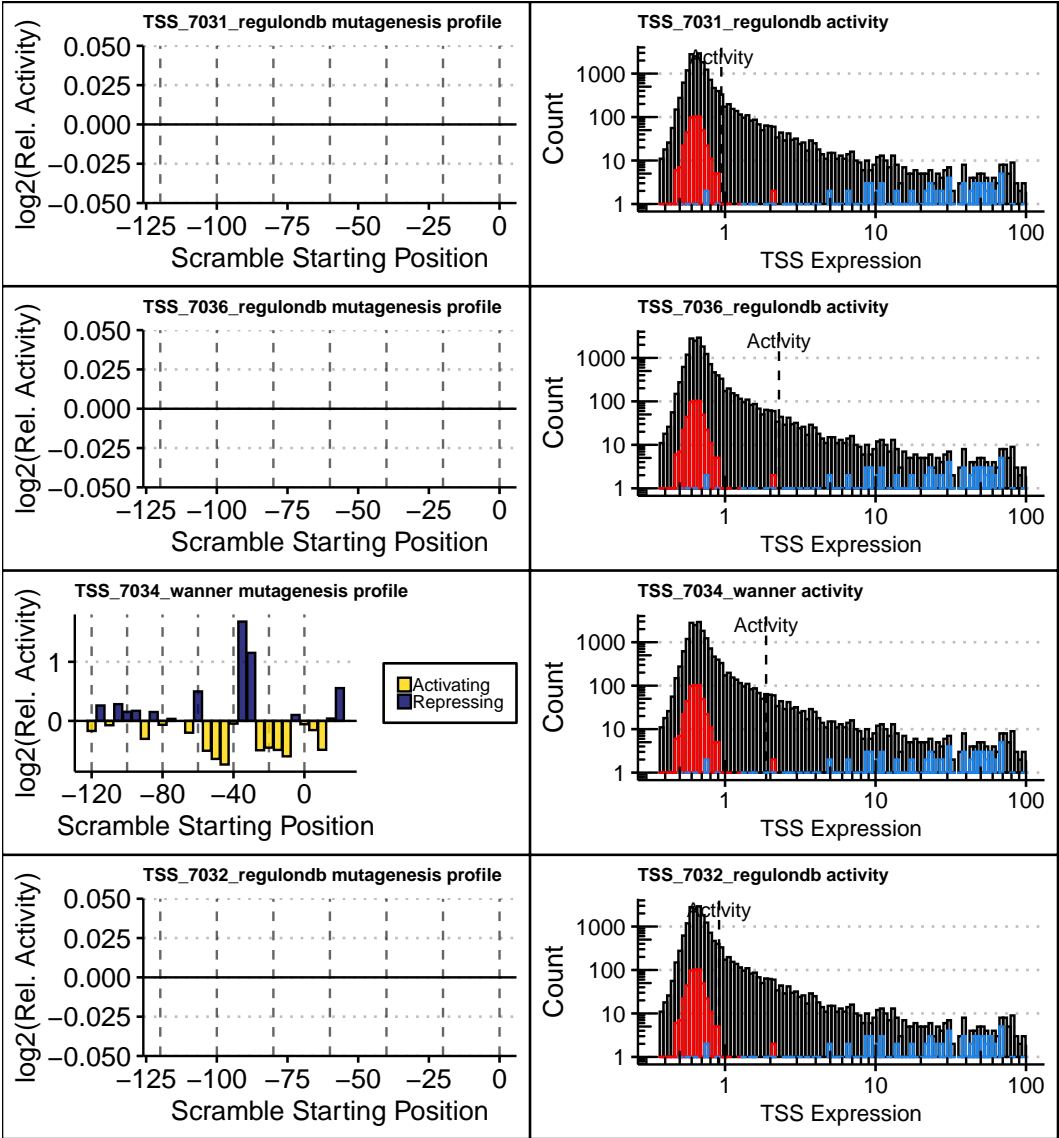 TSS_7031_regulondb mutagenesis profile
log2(Rel. Activity)
0.050
0.025
0.000
−0.025
−0.050
−125 −100 −75 −50 −25 0
Scramble Starting Position
TSS_7031_regulondb activity
Activity
Count
1000
100
10
1
1 10 100
TSS Expression
TSS_7036_regulondb mutagenesis profile
log2(Rel. Activity)
0.050
0.025
0.000
−0.025
−0.050
−125 −100 −75 −50 −25 0
Scramble Starting Position
TSS_7036_regulondb activity
Activity
Count
1000
100
10
1
1 10 100
TSS Expression
TSS_7034_wanner mutagenesis profile
log2(Rel. Activity)
1
0
−120 −80 −40 0
Scramble Starting Position
Activating
Repressing
TSS_7034_wanner activity
Activity
Count
1000
100
10
1
1 10 100
TSS Expression
TSS_7032_regulondb mutagenesis profile
log2(Rel. Activity)
0.050
0.025
0.000
−0.025
−0.050
−125 −100 −75 −50 −25 0
Scramble Starting Position
TSS_7032_regulondb activity
Activity
Count
1000
100
10
1
1 10 100
TSS Expression